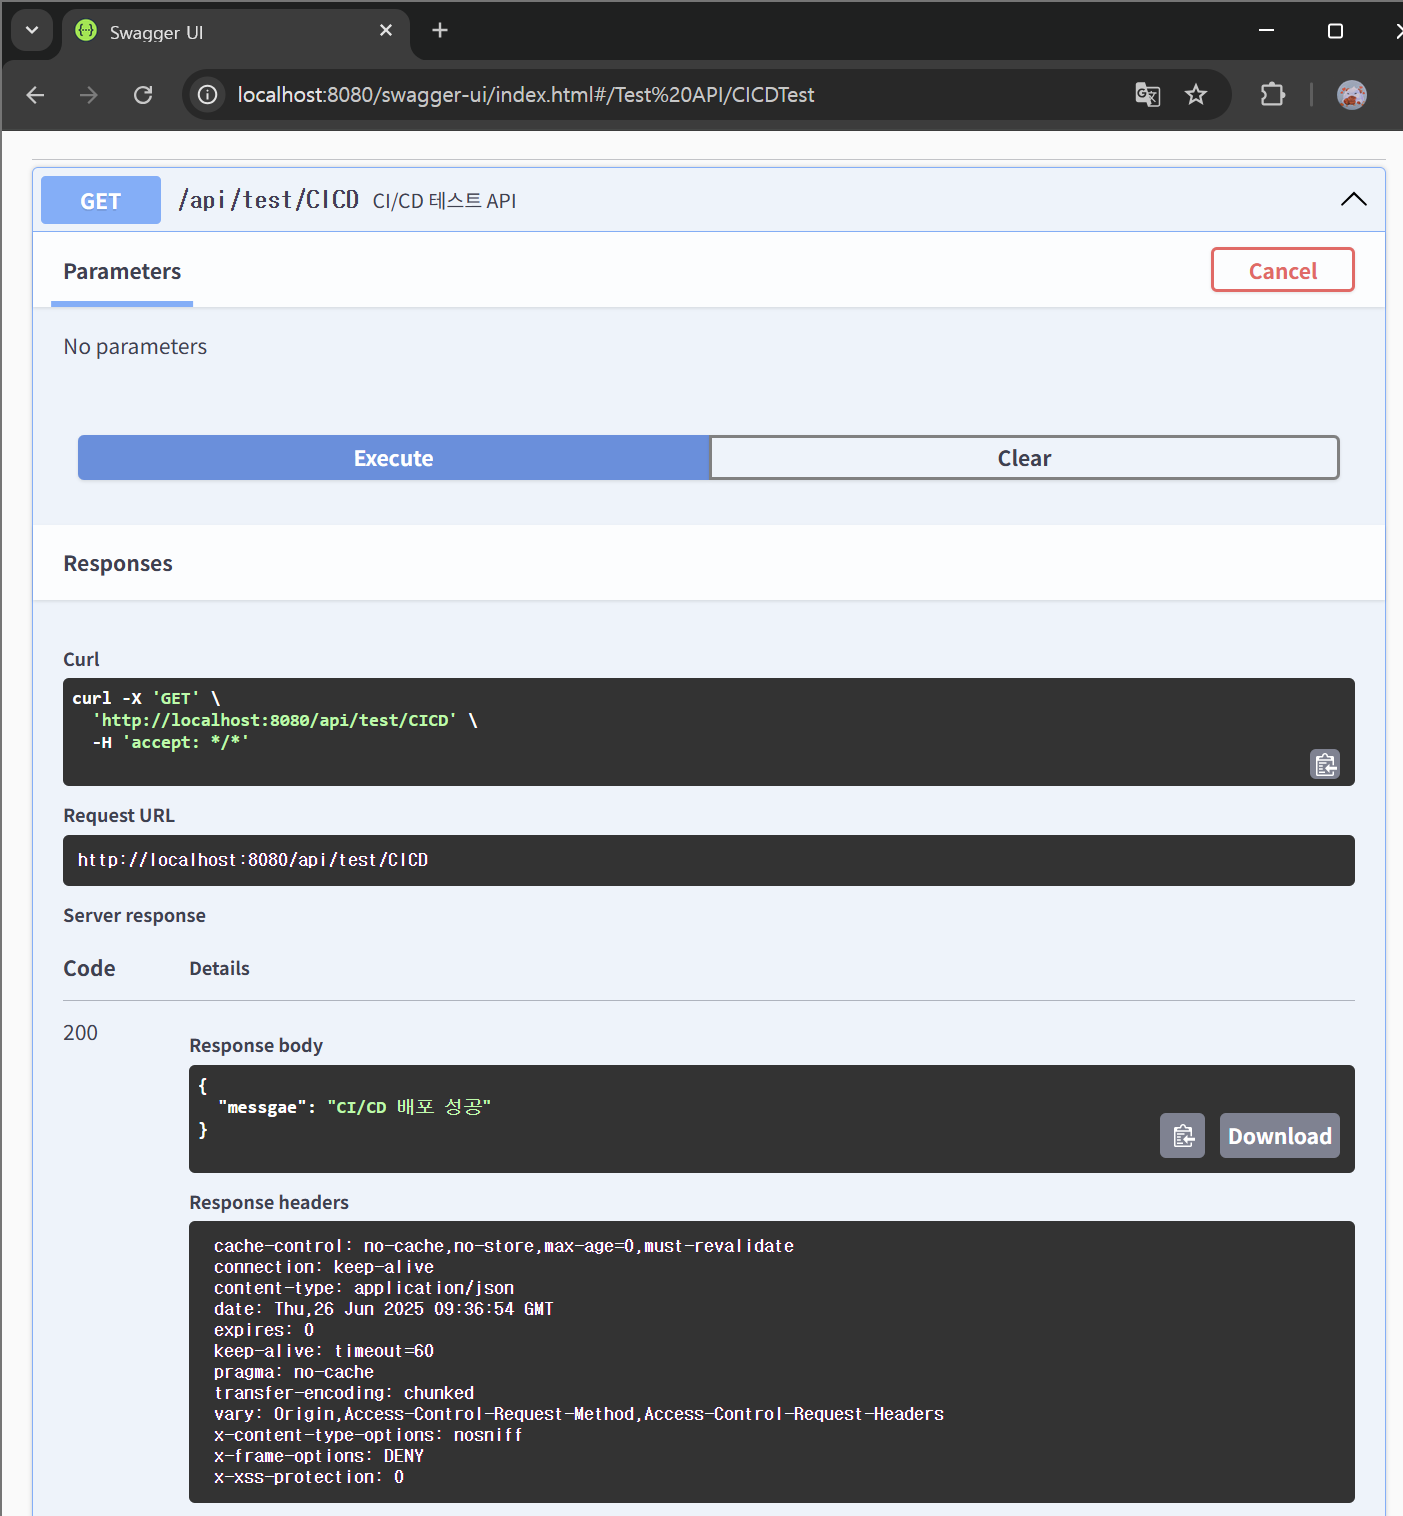 Swagger UI
localhost:8080/swagger-ui/index.html#/Test%20API/CICDTest
GET /api/test/CICD CI/CD 테스트 API
Parameters
Cancel
No parameters
Execute
Clear
Responses
Curl
curl -X 'GET' \
'http://localhost:8080/api/test/CICD' \
-H 'accept: */*'
Request URL
http://localhost:8080/api/test/CICD
Server response
Code Details
200
Response body
{
"messgae": "CI/CD 배포 성공"
}
Download
Response headers
cache-control: no-cache,no-store,max-age=0,must-revalidate
connection: keep-alive
content-type: application/json
date: Thu,26 Jun 2025 09:36:54 GMT
expires: 0
keep-alive: timeout=60
pragma: no-cache
transfer-encoding: chunked
vary: Origin,Access-Control-Request-Method,Access-Control-Request-Headers
x-content-type-options: nosniff
x-frame-options: DENY
x-xss-protection: 0